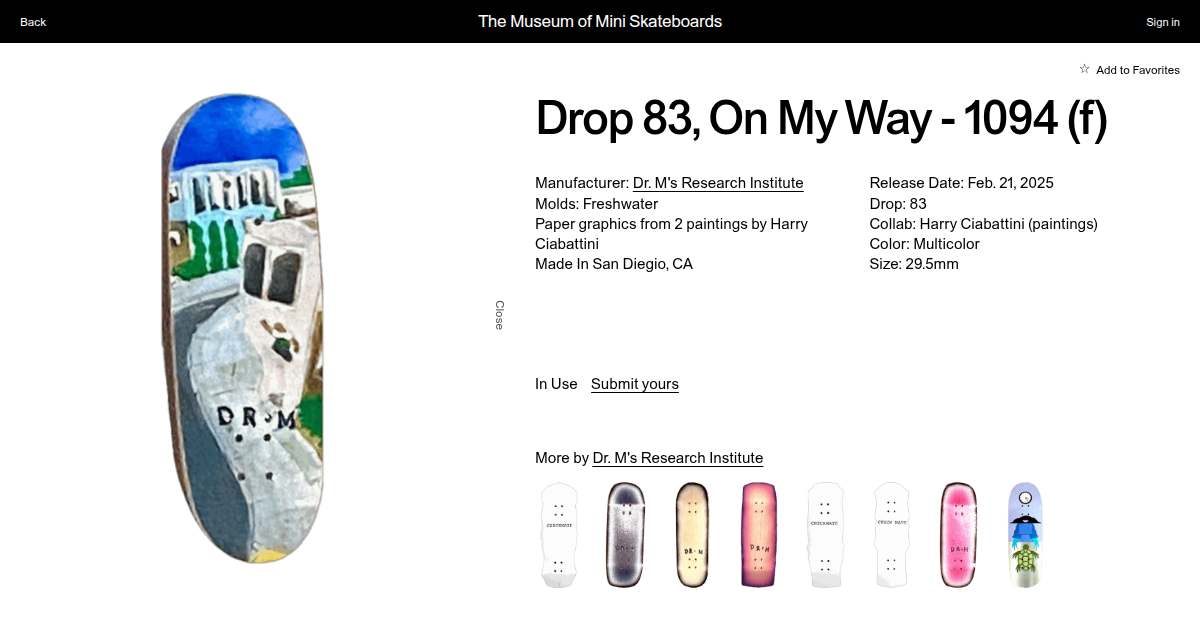 Back
The Museum of Mini Skateboards
Sign in
☆ Add to Favorites
Drop 83, On My Way - 1094 (f)
Manufacturer: Dr. M's Research Institute
Molds: Freshwater
Paper graphics from 2 paintings by Harry
Ciabattini
Made In San Diegio, CA
Release Date: Feb. 21, 2025
Drop: 83
Collab: Harry Ciabattini (paintings)
Color: Multicolor
Size: 29.5mm
DR M
Close
In Use Submit yours
More by Dr. M's Research Institute
DR M
DR M
DR M